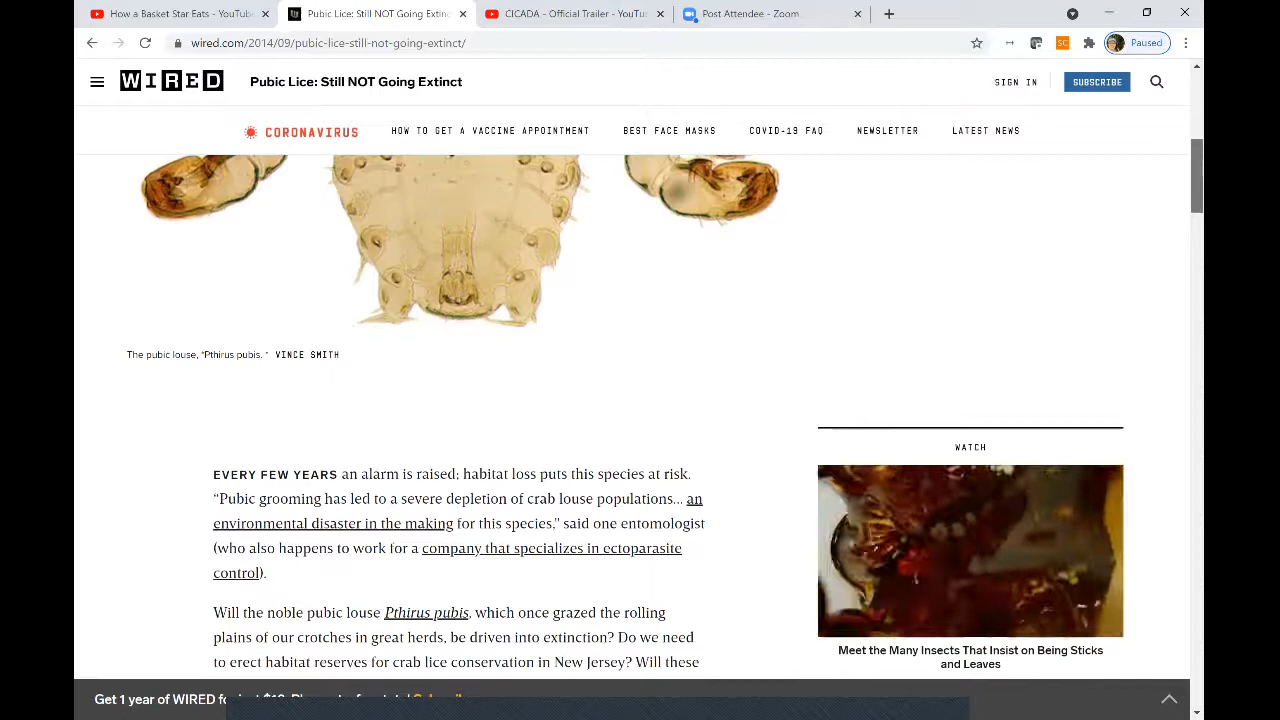 How a Basket Star Eats - YouTub
Pubic Lice: Still NOT Going Extinc
CICADA - Official Trailer - YouTu
Post Attendee - Zoom
wired.com/2014/09/pubic-lice-still-not-going-extinct/
SC
Paused
WIRED
Pubic Lice: Still NOT Going Extinct
SIGN IN
SUBSCRIBE
CORONAVIRUS
HOW TO GET A VACCINE APPOINTMENT
BEST FACE MASKS
COVID-19 FAQ
NEWSLETTER
LATEST NEWS
The pubic louse, "Pthirus pubis. " VINCE SMITH
WATCH
EVERY FEW YEARS an alarm is raised; habitat loss puts this species at risk.
“Pubic grooming has led to a severe depletion of crab louse populations... an
environmental disaster in the making for this species,” said one entomologist
(who also happens to work for a company that specializes in ectoparasite
control).
Will the noble pubic louse Pthirus pubis, which once grazed the rolling
plains of our crotches in great herds, be driven into extinction? Do we need
to erect habitat reserves for crab lice conservation in New Jersey? Will these
Meet the Many Insects That Insist on Being Sticks
and Leaves
Get 1 year of WIRED